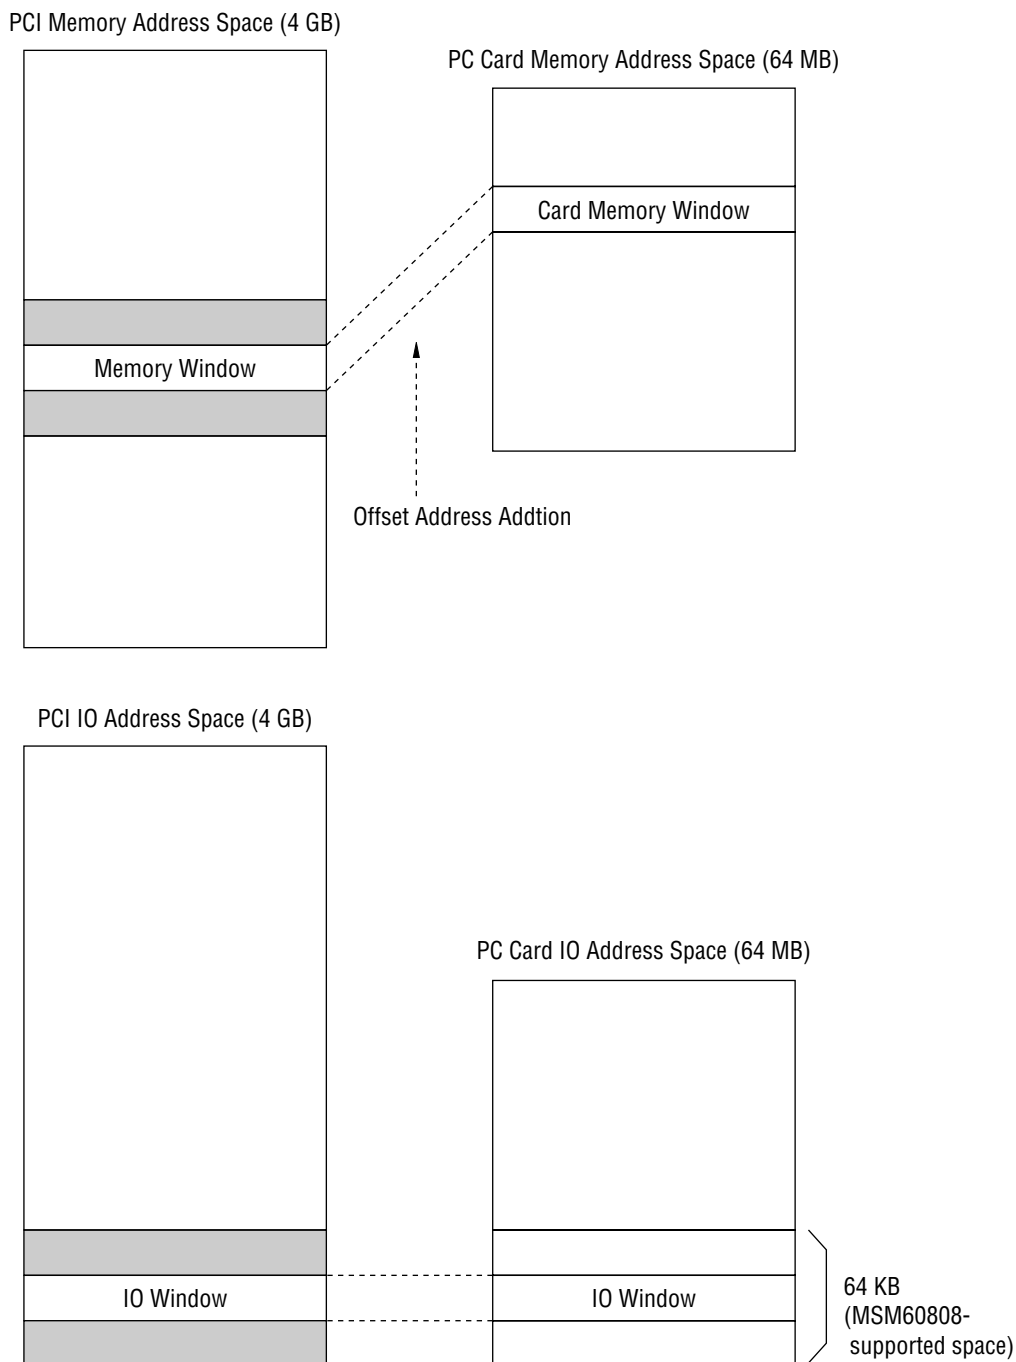 PCI Memory Address Space (4 GB)
PC Card Memory Address Space (64 MB)
Card Memory Window
Memory Window
Offset Address Addtion
PCI IO Address Space (4 GB)
PC Card IO Address Space (64 MB)
IO Window
IO Window
64 KB
(MSM60808-
supported space)